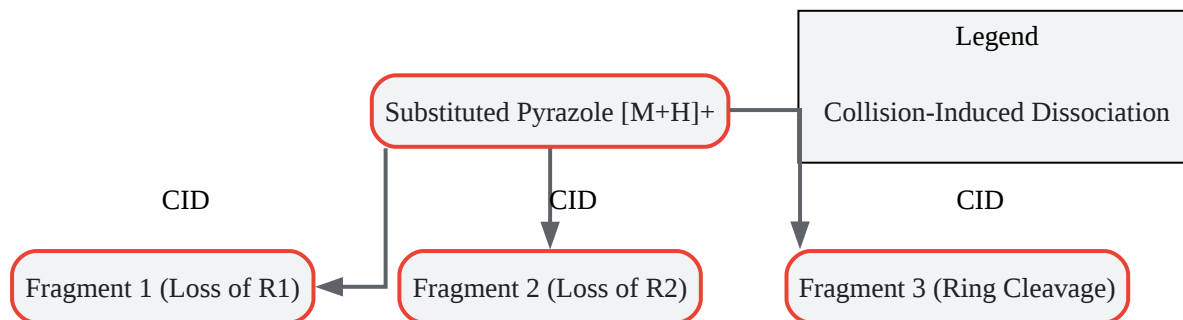 Legend
Substituted Pyrazole [M+H]+
Collision-Induced Dissociation
CID
CID
CID
Fragment 1 (Loss of R1)
Fragment 2 (Loss of R2)
Fragment 3 (Ring Cleavage)